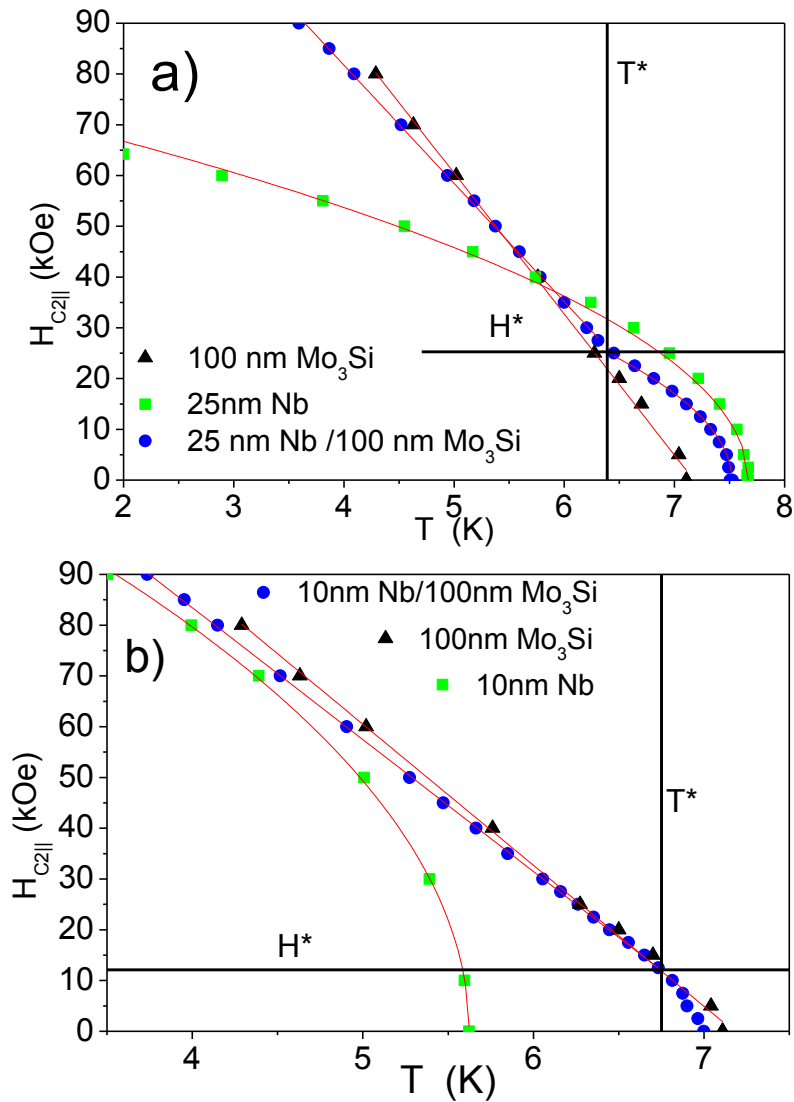 a)
T*
H*
100 nm Mo₃Si
25nm Nb
25 nm Nb /100 nm Mo₃Si
H_C2|| (kOe)
90
80
70
60
50
40
30
20
10
0
2 3 4 5 6 7 8
T (K)
b)
10nm Nb/100nm Mo₃Si
100nm Mo₃Si
10nm Nb
T*
H*
H_C2|| (kOe)
90
80
70
60
50
40
30
20
10
0
4 5 6 7
T (K)